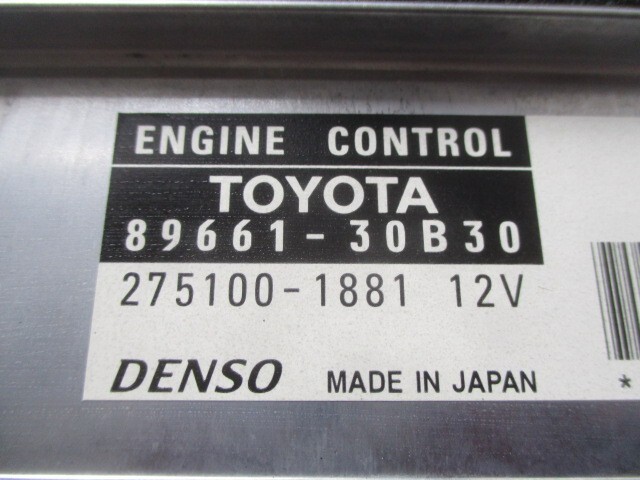 ENGINE CONTROL
TOYOTA
89661-30B30
275100-1881 12V
DENSO MADE IN JAPAN
*